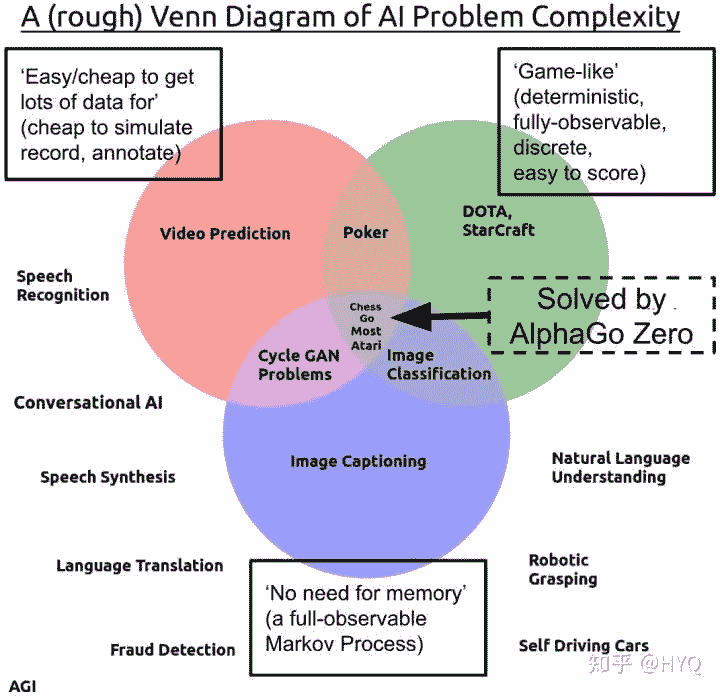 A (rough) Venn Diagram of AI Problem Complexity
‘Easy/cheap to get
lots of data for’
(cheap to simulate
record, annotate)
‘Game-like’
(deterministic,
fully-observable,
discrete,
easy to score)
Video Prediction
Poker
DOTA,
StarCraft
Speech
Recognition
Chess
Go
Most
Atari
Solved by
AlphaGo Zero
Cycle GAN
Problems
Image
Classification
Conversational AI
Image Captioning
Speech Synthesis
Natural Language
Understanding
Language Translation
Robotic
Grasping
‘No need for memory’
(a full-observable
Markov Process)
Fraud Detection
Self Driving Cars
AGI
知乎 @HYQ